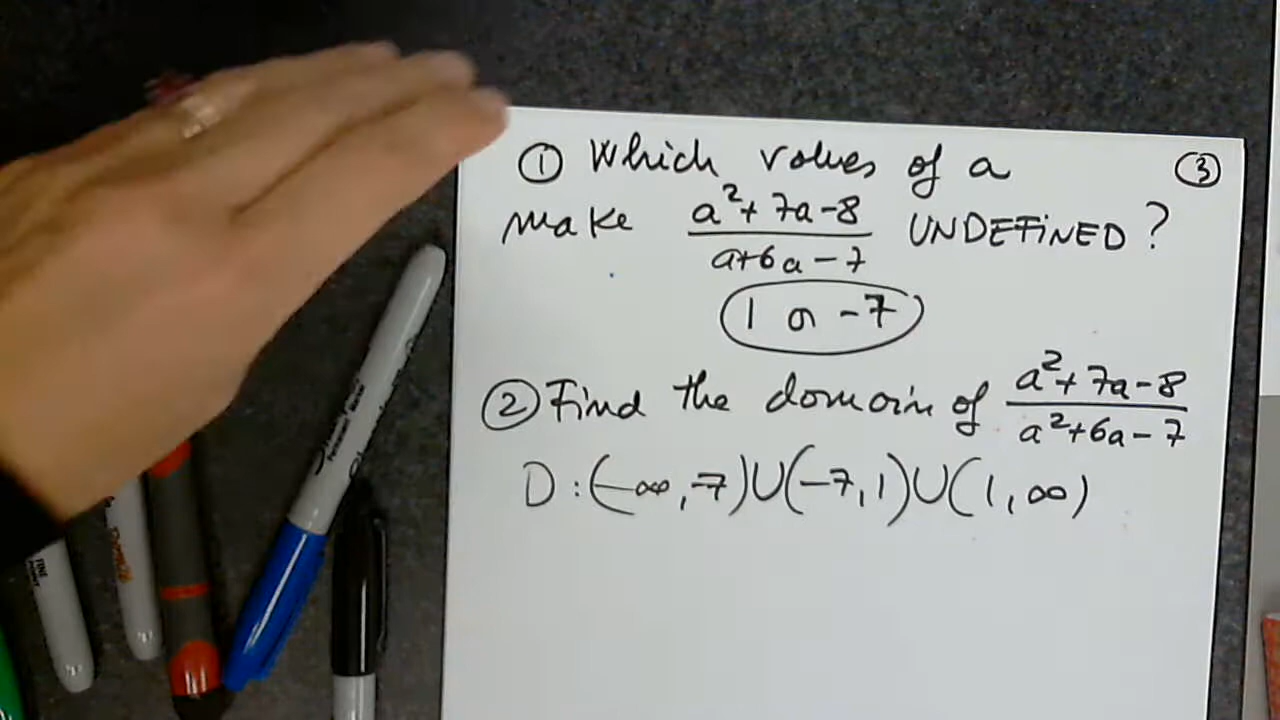 ① Which values of a ③
make (a²+7a-8)/(a+6a-7) UNDEFINED?
1 or -7
② Find the domain of (a²+7a-8)/(a²+6a-7)
D:(-∞,-7)∪(-7,1)∪(1,∞)